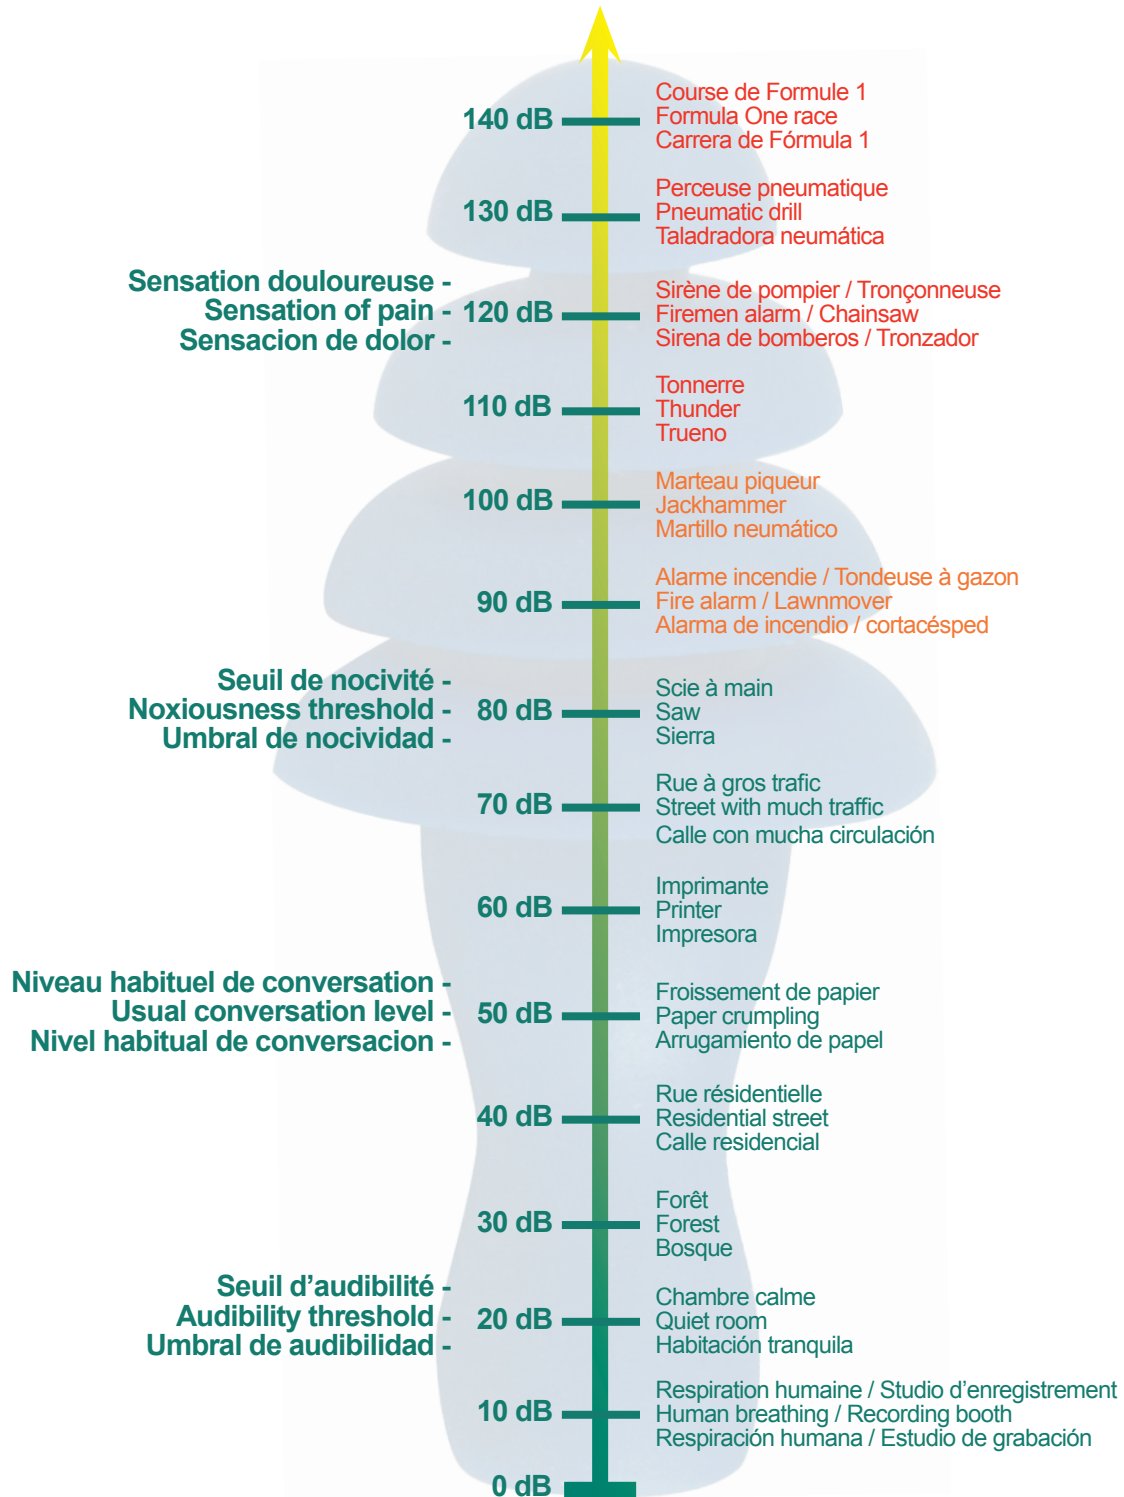 140 dB
Course de Formule 1
Formula One race
Carrera de Fórmula 1
130 dB
Perceuse pneumatique
Pneumatic drill
Taladradora neumática
Sensation douloureuse -
Sensation of pain -
Sensacion de dolor -
120 dB
Sirène de pompier / Tronçonneuse
Firemen alarm / Chainsaw
Sirena de bomberos / Tronzador
110 dB
Tonnerre
Thunder
Trueno
100 dB
Marteau piqueur
Jackhammer
Martillo neumático
90 dB
Alarme incendie / Tondeuse à gazon
Fire alarm / Lawnmover
Alarma de incendio / cortacésped
Seuil de nocivité -
Noxiousness threshold -
Umbral de nocividad -
80 dB
Scie à main
Saw
Sierra
70 dB
Rue à gros trafic
Street with much traffic
Calle con mucha circulación
60 dB
Imprimante
Printer
Impresora
Niveau habituel de conversation -
Usual conversation level -
Nivel habitual de conversacion -
50 dB
Froissement de papier
Paper crumpling
Arrugamiento de papel
40 dB
Rue résidentielle
Residential street
Calle residencial
30 dB
Forêt
Forest
Bosque
Seuil d'audibilité -
Audibility threshold -
Umbral de audibilidad -
20 dB
Chambre calme
Quiet room
Habitación tranquila
10 dB
Respiration humaine / Studio d'enregistrement
Human breathing / Recording booth
Respiración humana / Estudio de grabación
0 dB